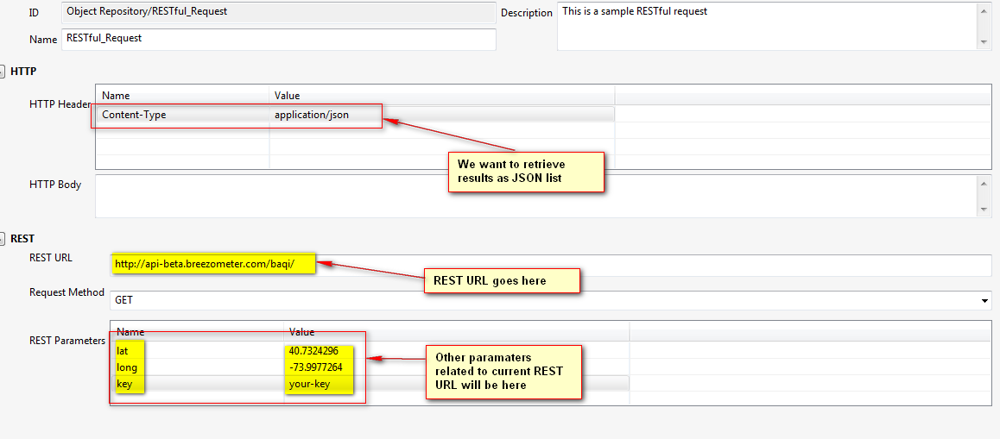 ID Object Repository/RESTful_Request Description This is a sample RESTful request
Name RESTful_Request
HTTP
HTTP Header Name Value
Content-Type application/json
We want to retrieve
results as JSON list
HTTP Body
REST
REST URL http://api-beta.breezometer.com/baqi/
REST URL goes here
Request Method GET
REST Parameters Name Value
lat 40.7324296
long -73.9977264
key your-key
Other paramaters
related to current REST
URL will be here